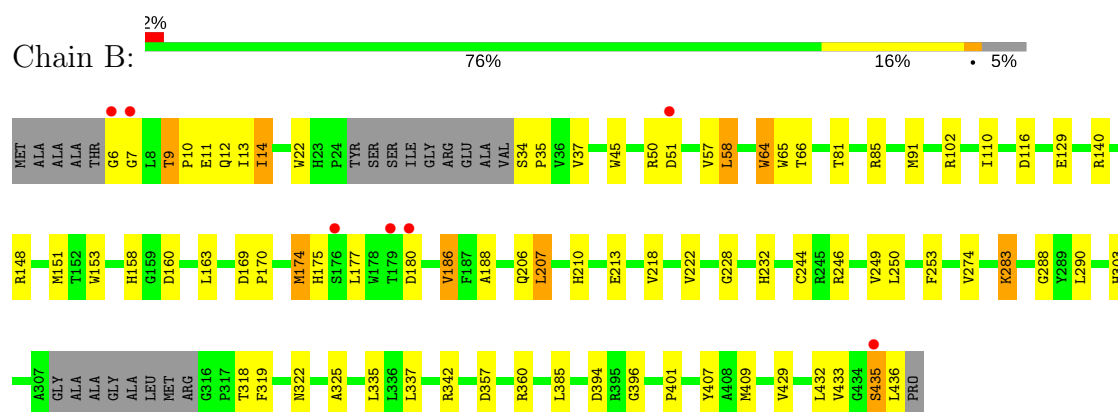 2%
Chain B:
76% 16% • 5%
MET ALA ALA ALA THR G6 G7 L8 T9 P10 E11 Q12 I13 I14 W22 H23 P24 TYR SER SER ILE GLY ARG GLU ALA VAL S34 P35 V36 V37 W45 R50 D51 V57 L58 W64 W65 T66 T81 R85 M91 R102 I110 D116 E129 R140
R148 M151 T152 W153 H158 G159 D160 L163 D169 P170 M174 H175 S176 L177 W178 T179 D180 V186 F187 A188 Q206 L207 H210 E213 V218 V222 G228 H232 C244 R245 R246 V249 L250 F253 V274 K283 G288 Y289 L290
A307 GLY ALA ALA GLY ALA LEU MET ARG G316 P317 T318 F319 N322 A325 L335 L336 L337 R342 D357 R360 L385 D394 R395 G396 P401 Y407 A408 M409 V429 L432 V433 G434 S435 L436 PRO